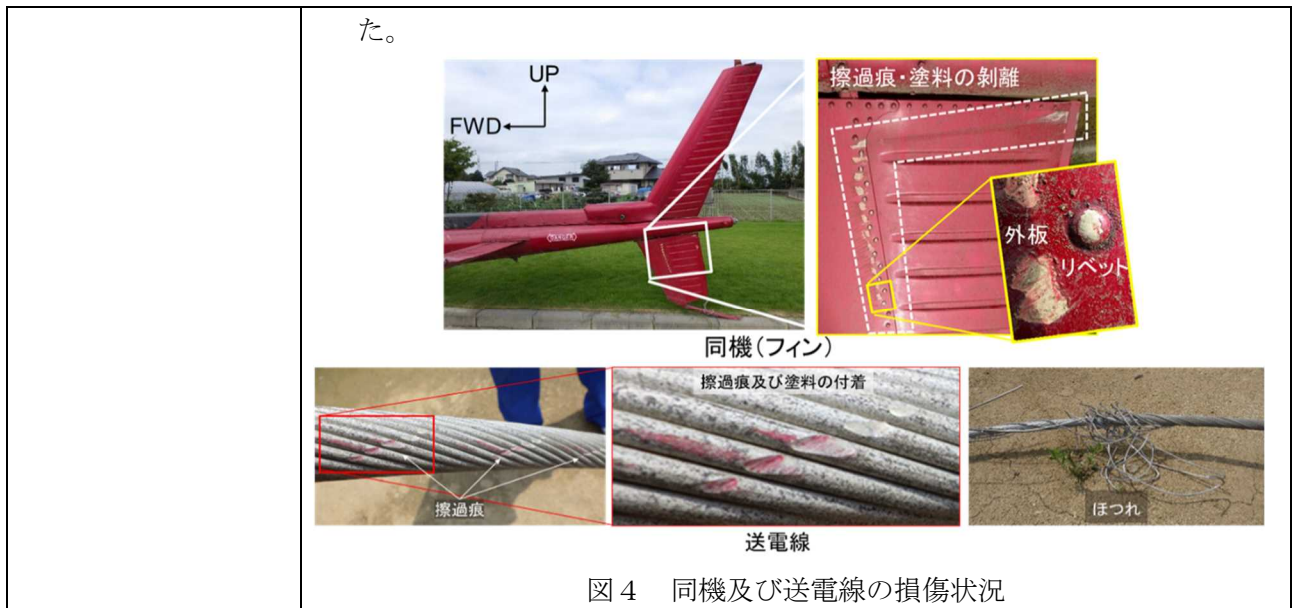 た。
UP
FWD
擦過痕・塗料の剥離
外板
リベット
同機(フィン)
擦過痕
擦過痕及び塗料の付着
ほつれ
送電線
図4 同機及び送電線の損傷状況